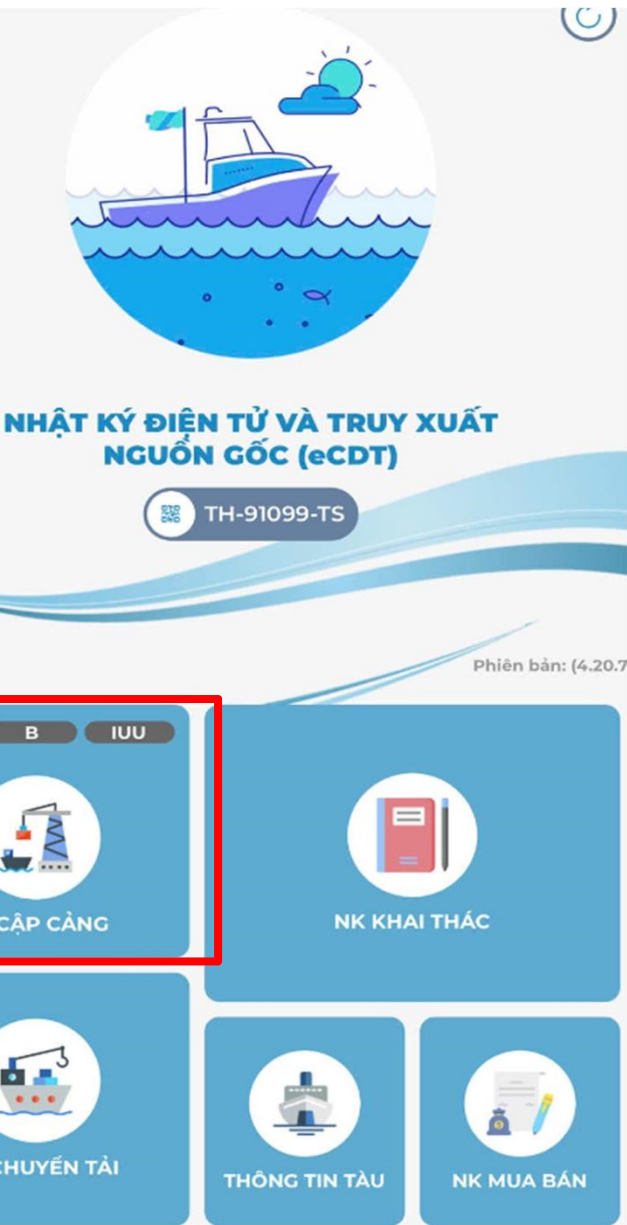 NHẬT KÝ ĐIỆN TỬ VÀ TRUY XUẤT
NGUỒN GỐC (eCDT)
TH-91099-TS
Phiên bản: (4.20.7
B
IUU
CẬP CẢNG
NK KHAI THÁC
CHUYỂN TẢI
THÔNG TIN TÀU
NK MUA BÁN